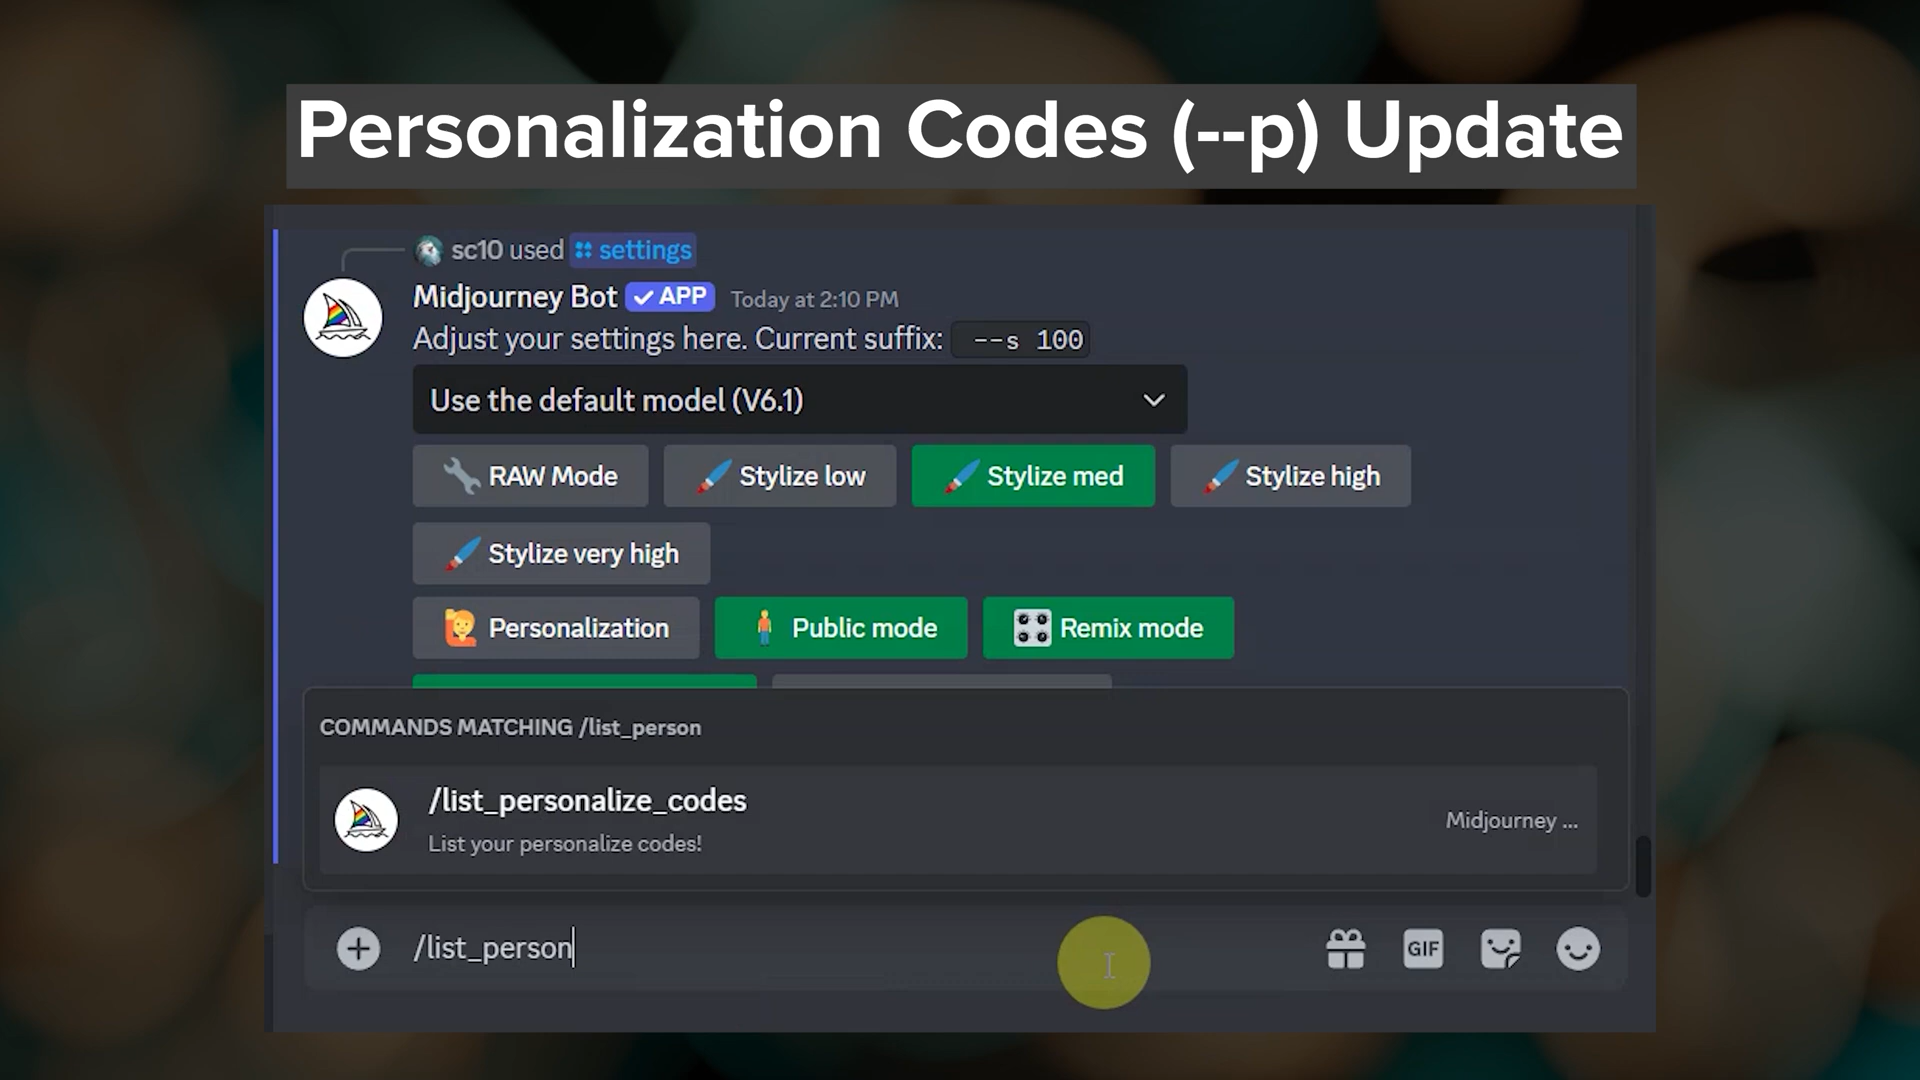 Personalization Codes (--p) Update
sc10 used settings
Midjourney Bot APP Today at 2:10 PM
Adjust your settings here. Current suffix: --s 100
Use the default model (V6.1)
RAW Mode Stylize low Stylize med Stylize high
Stylize very high
Personalization Public mode Remix mode
COMMANDS MATCHING /list_person
/list_personalize_codes
Midjourney ...
List your personalize codes!
/list_person
GIF